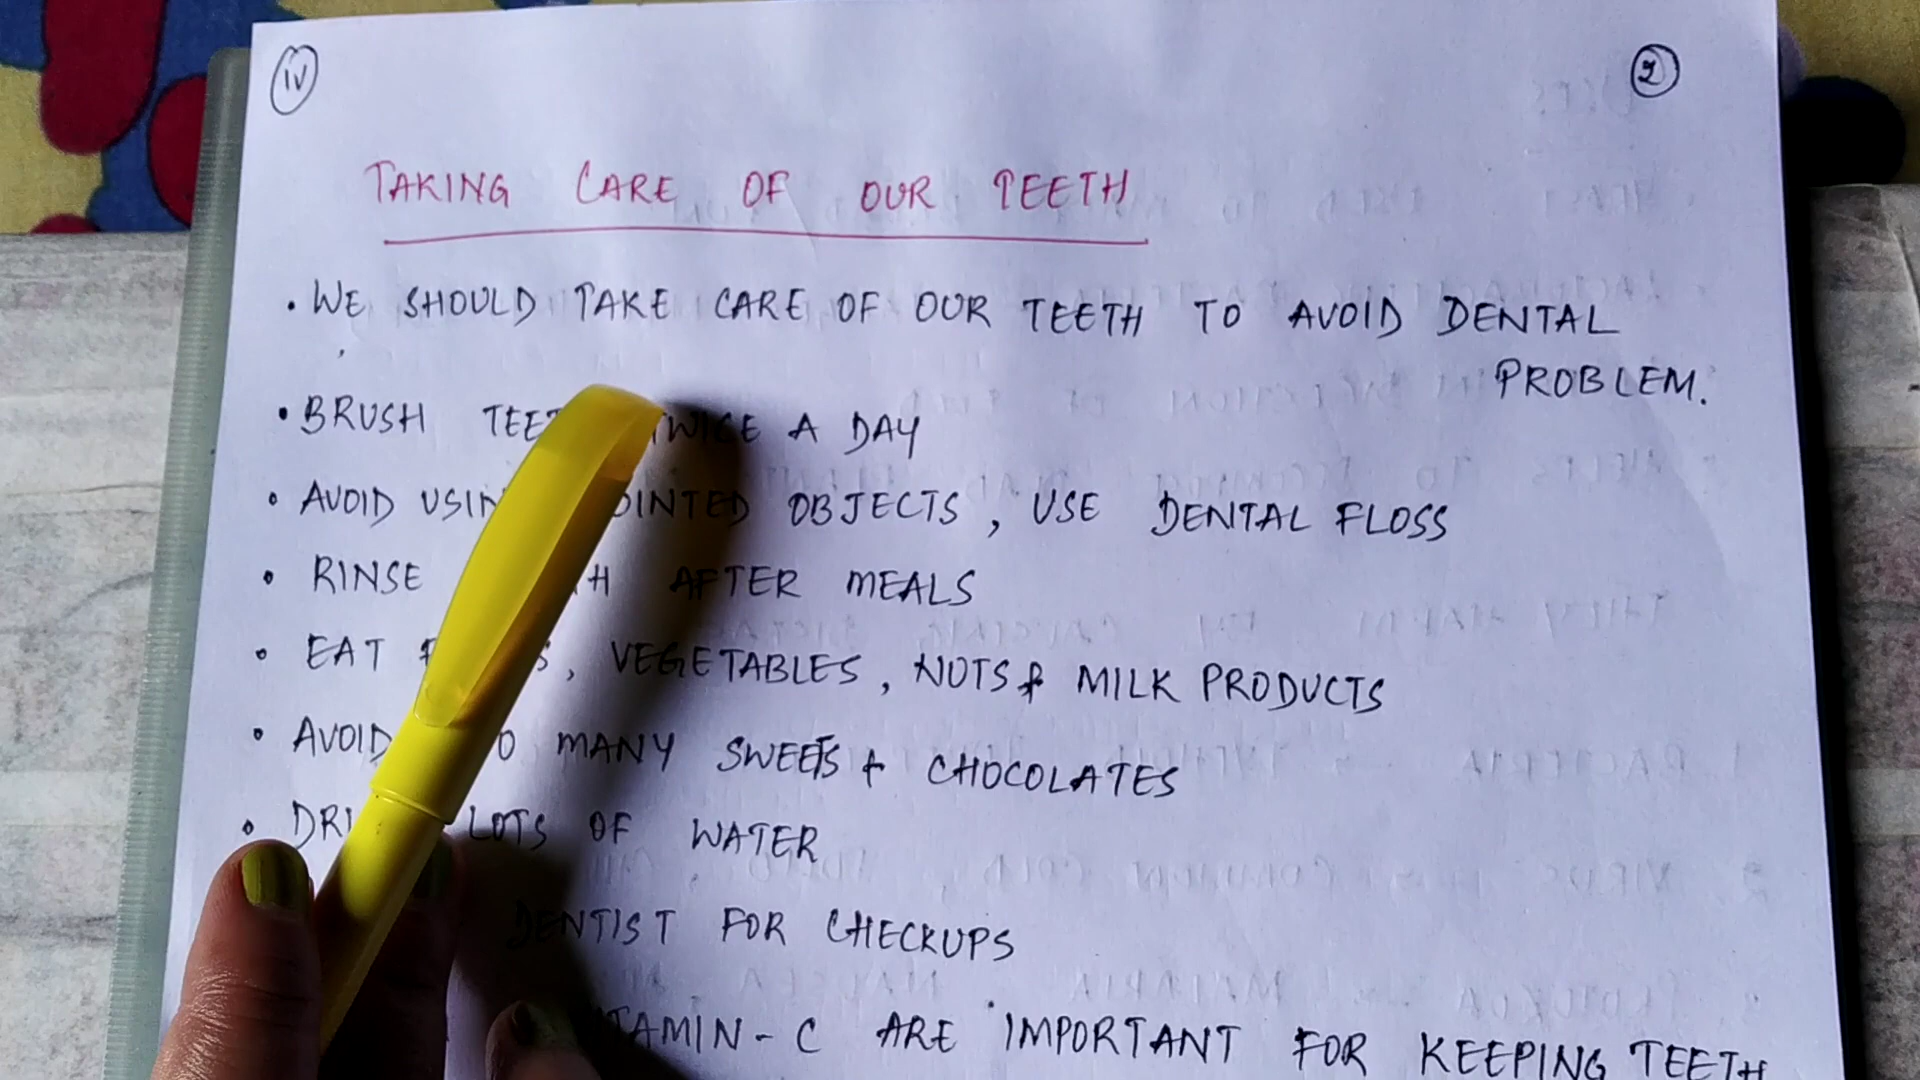 iv
2
TAKING CARE OF OUR TEETH
• WE SHOULD TAKE CARE OF OUR TEETH TO AVOID DENTAL
PROBLEM.
• BRUSH TWICE A DAY
• AVOID OBJECTS, USE DENTAL FLOSS
• RINSE AFTER MEALS
• EAT VEGETABLES, NUTS & MILK PRODUCTS
• AVOID MANY SWEETS & CHOCOLATES
• LOTS OF WATER
DENTIST FOR CHECKUPS
C ARE IMPORTANT FOR KEEPING TEETH